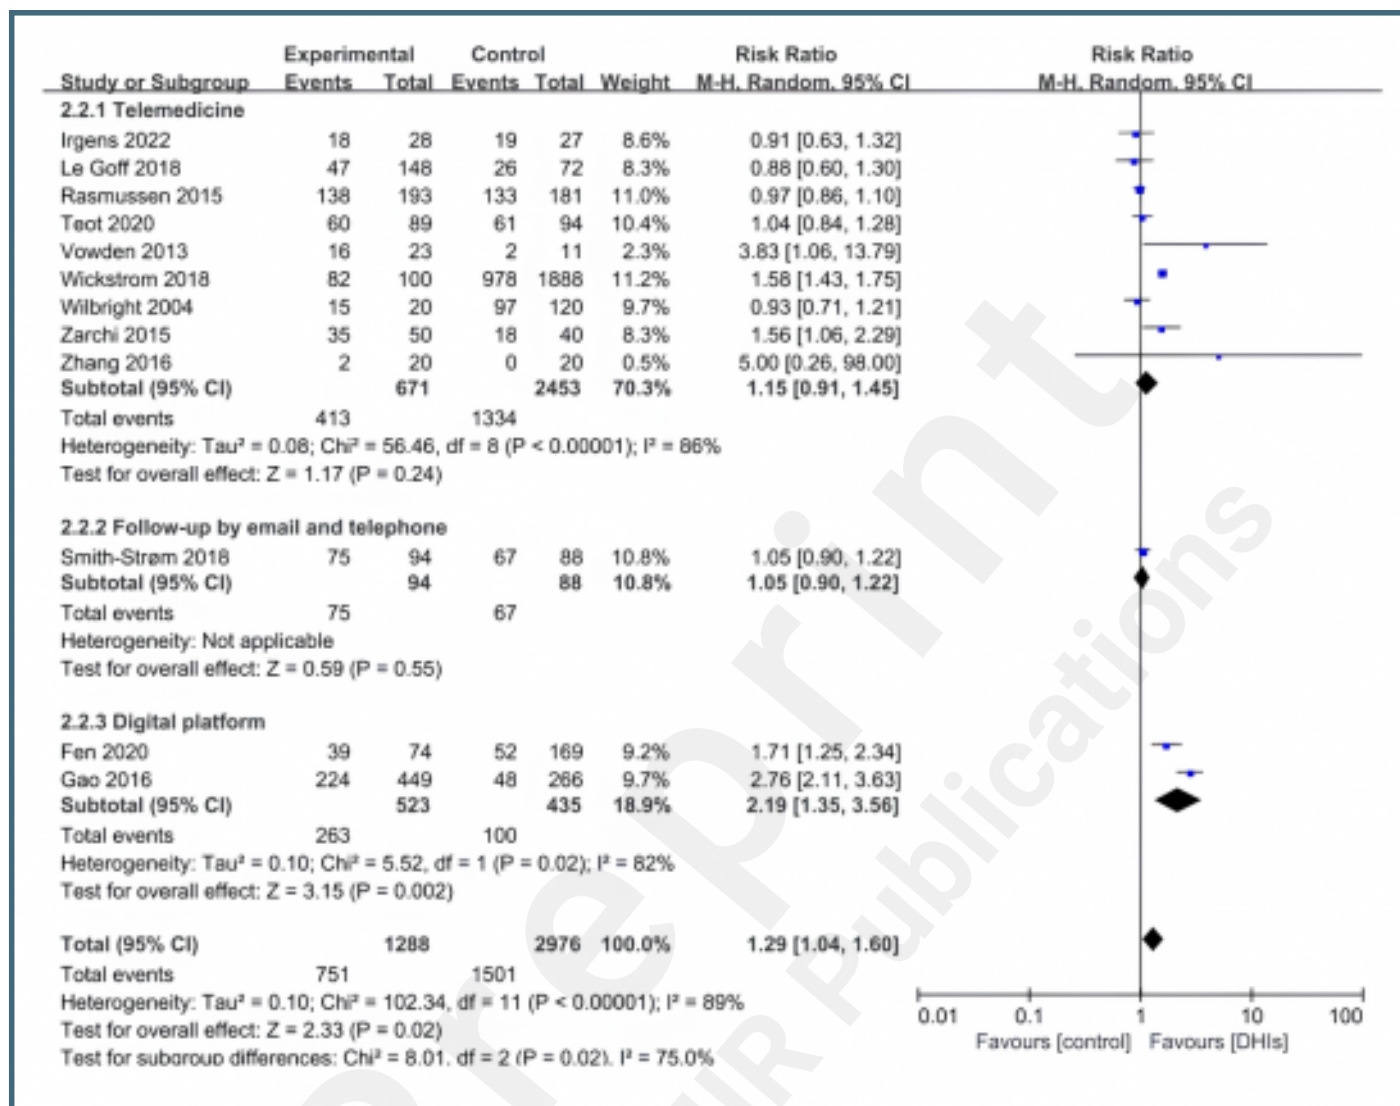 Experimental Control Risk Ratio Risk Ratio
Study or Subgroup Events Total Events Total Weight M-H, Random, 95% CI M-H, Random, 95% CI
2.2.1 Telemedicine
Irgens 2022 18 28 19 27 8.6% 0.91 [0.63, 1.32]
Le Goff 2018 47 148 26 72 8.3% 0.88 [0.60, 1.30]
Rasmussen 2015 138 193 133 181 11.0% 0.97 [0.86, 1.10]
Teot 2020 60 89 61 94 10.4% 1.04 [0.84, 1.28]
Vowden 2013 16 23 2 11 2.3% 3.83 [1.06, 13.79]
Wickstrom 2018 82 100 978 1888 11.2% 1.58 [1.43, 1.75]
Wilbright 2004 15 20 97 120 9.7% 0.93 [0.71, 1.21]
Zarchi 2015 35 50 18 40 8.3% 1.56 [1.06, 2.29]
Zhang 2016 2 20 0 20 0.5% 5.00 [0.26, 98.00]
Subtotal (95% CI) 671 2453 70.3% 1.15 [0.91, 1.45]
Total events 413 1334
Heterogeneity: Tau² = 0.08; Chi² = 56.46, df = 8 (P < 0.00001); I² = 86%
Test for overall effect: Z = 1.17 (P = 0.24)
2.2.2 Follow-up by email and telephone
Smith-Strøm 2018 75 94 67 88 10.8% 1.05 [0.90, 1.22]
Subtotal (95% CI) 94 88 10.8% 1.05 [0.90, 1.22]
Total events 75 67
Heterogeneity: Not applicable
Test for overall effect: Z = 0.59 (P = 0.55)
2.2.3 Digital platform
Fen 2020 39 74 52 169 9.2% 1.71 [1.25, 2.34]
Gao 2016 224 449 48 266 9.7% 2.76 [2.11, 3.63]
Subtotal (95% CI) 523 435 18.9% 2.19 [1.35, 3.56]
Total events 263 100
Heterogeneity: Tau² = 0.10; Chi² = 5.52, df = 1 (P = 0.02); I² = 82%
Test for overall effect: Z = 3.15 (P = 0.002)
Total (95% CI) 1288 2976 100.0% 1.29 [1.04, 1.60]
Total events 751 1501
Heterogeneity: Tau² = 0.10; Chi² = 102.34, df = 11 (P < 0.00001); I² = 89%
Test for overall effect: Z = 2.33 (P = 0.02)
Test for subgroup differences: Chi² = 8.01, df = 2 (P = 0.02), I² = 75.0%
0.01 0.1 1 10 100
Favours [control] Favours [DHIs]
Preprint
JMIR Publications